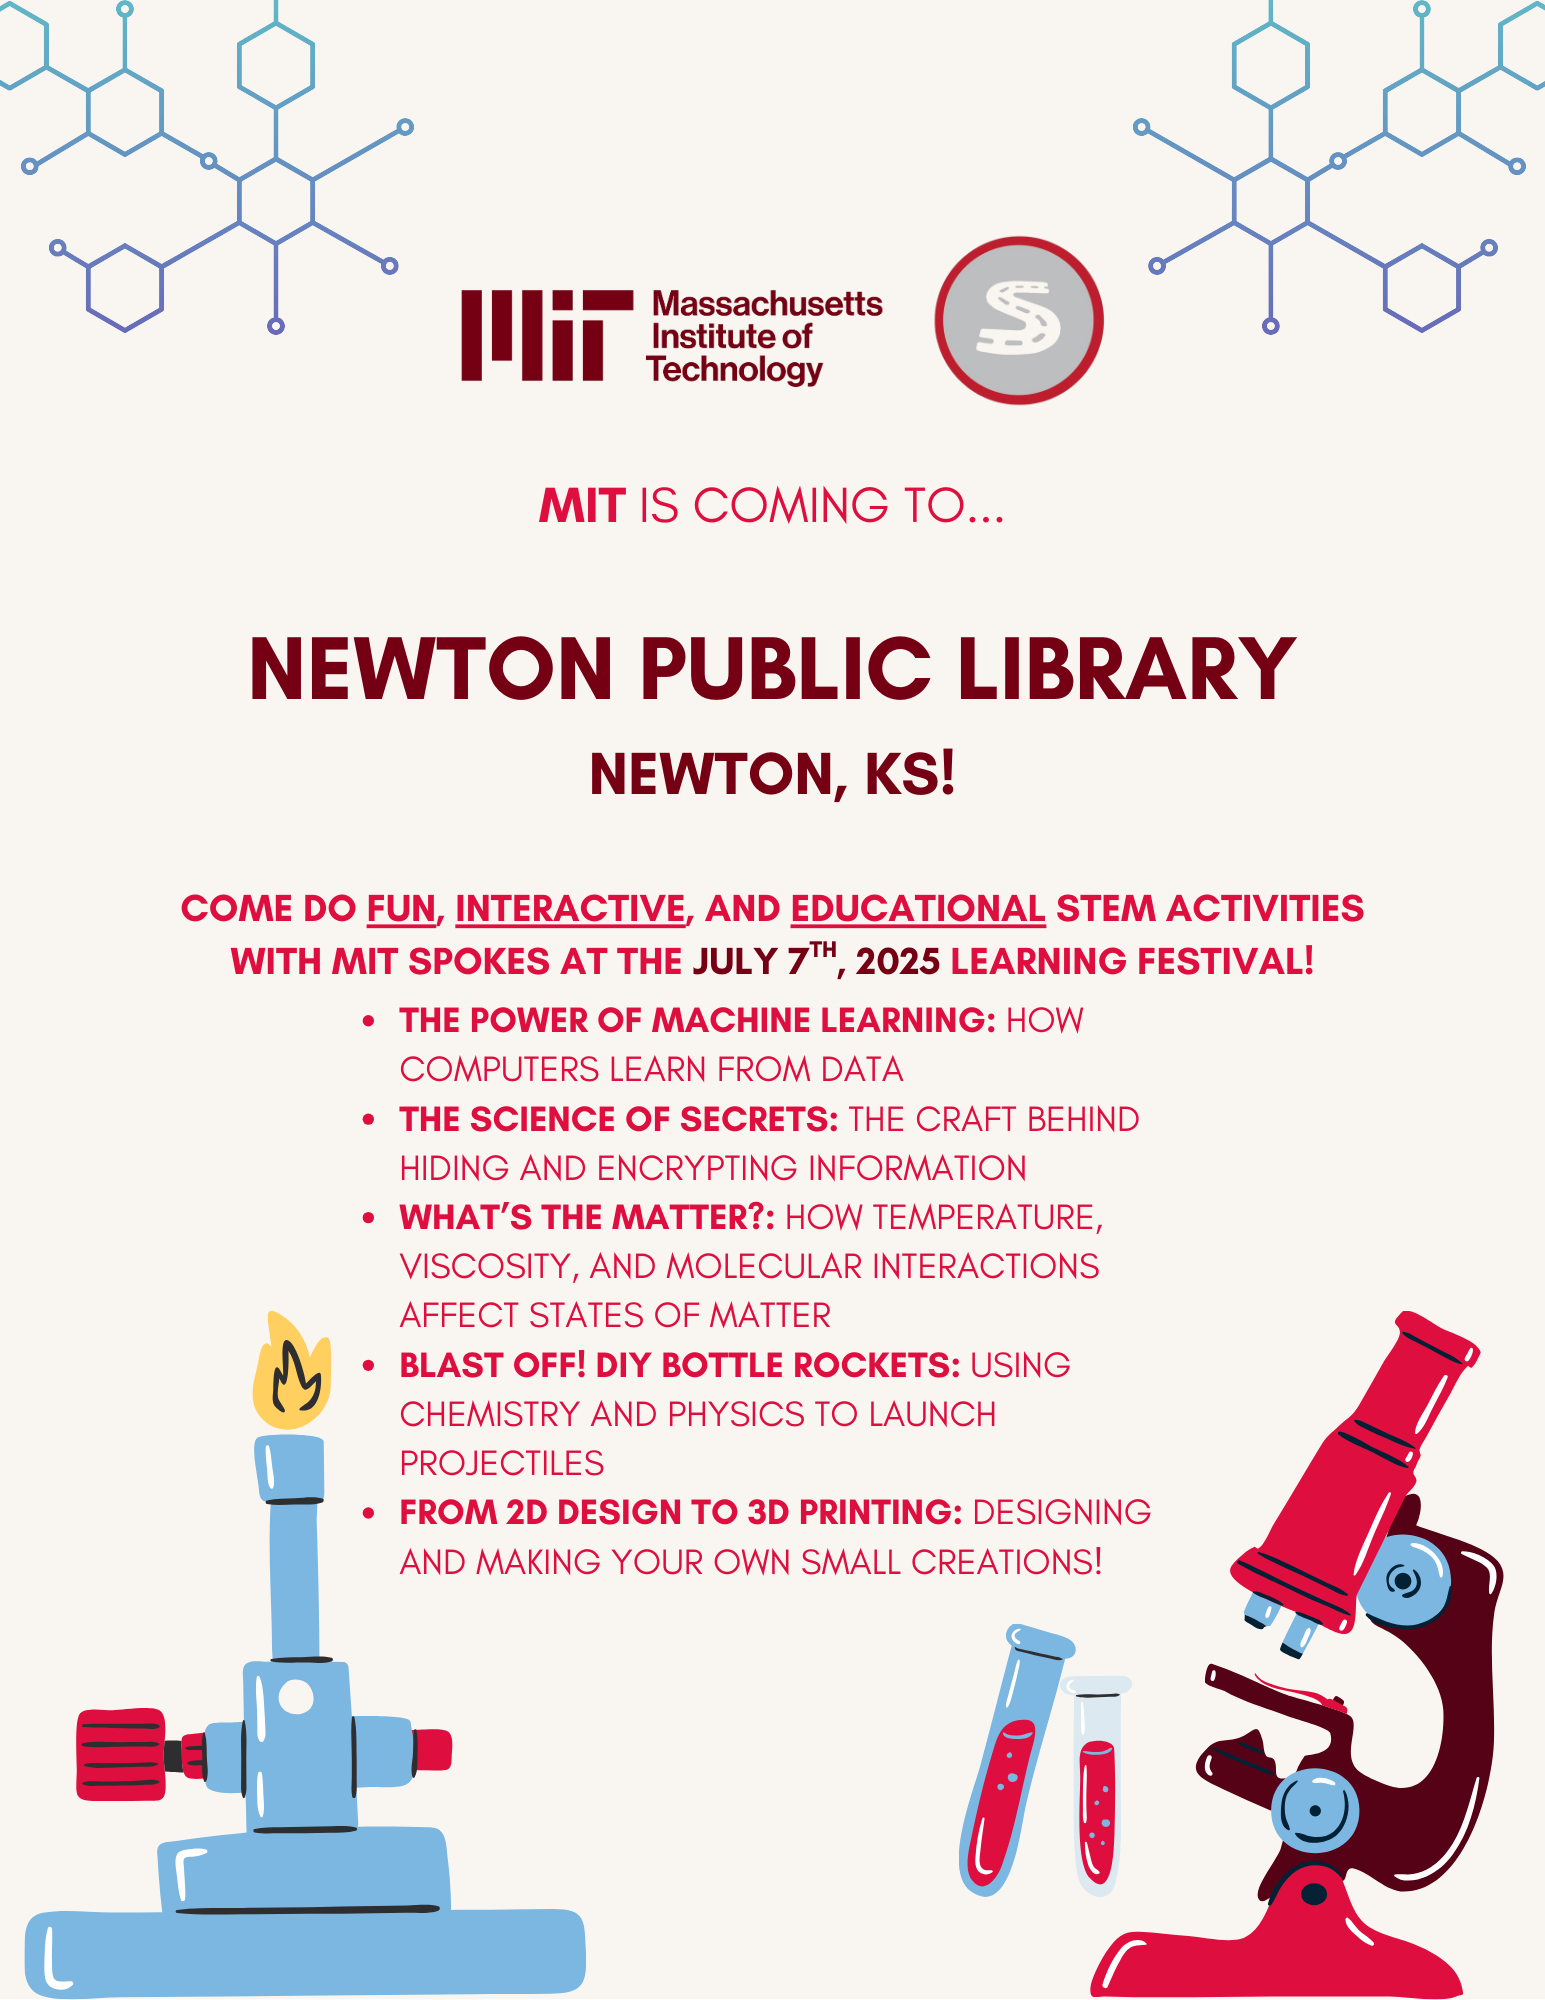 MIT Massachusetts
Institute of
Technology
S
MIT IS COMING TO...
NEWTON PUBLIC LIBRARY
NEWTON, KS!
COME DO FUN, INTERACTIVE, AND EDUCATIONAL STEM ACTIVITIES
WITH MIT SPOKES AT THE JULY 7TH, 2025 LEARNING FESTIVAL!
• THE POWER OF MACHINE LEARNING: HOW
COMPUTERS LEARN FROM DATA
• THE SCIENCE OF SECRETS: THE CRAFT BEHIND
HIDING AND ENCRYPTING INFORMATION
• WHAT'S THE MATTER?: HOW TEMPERATURE,
VISCOSITY, AND MOLECULAR INTERACTIONS
AFFECT STATES OF MATTER
• BLAST OFF! DIY BOTTLE ROCKETS: USING
CHEMISTRY AND PHYSICS TO LAUNCH
PROJECTILES
• FROM 2D DESIGN TO 3D PRINTING: DESIGNING
AND MAKING YOUR OWN SMALL CREATIONS!